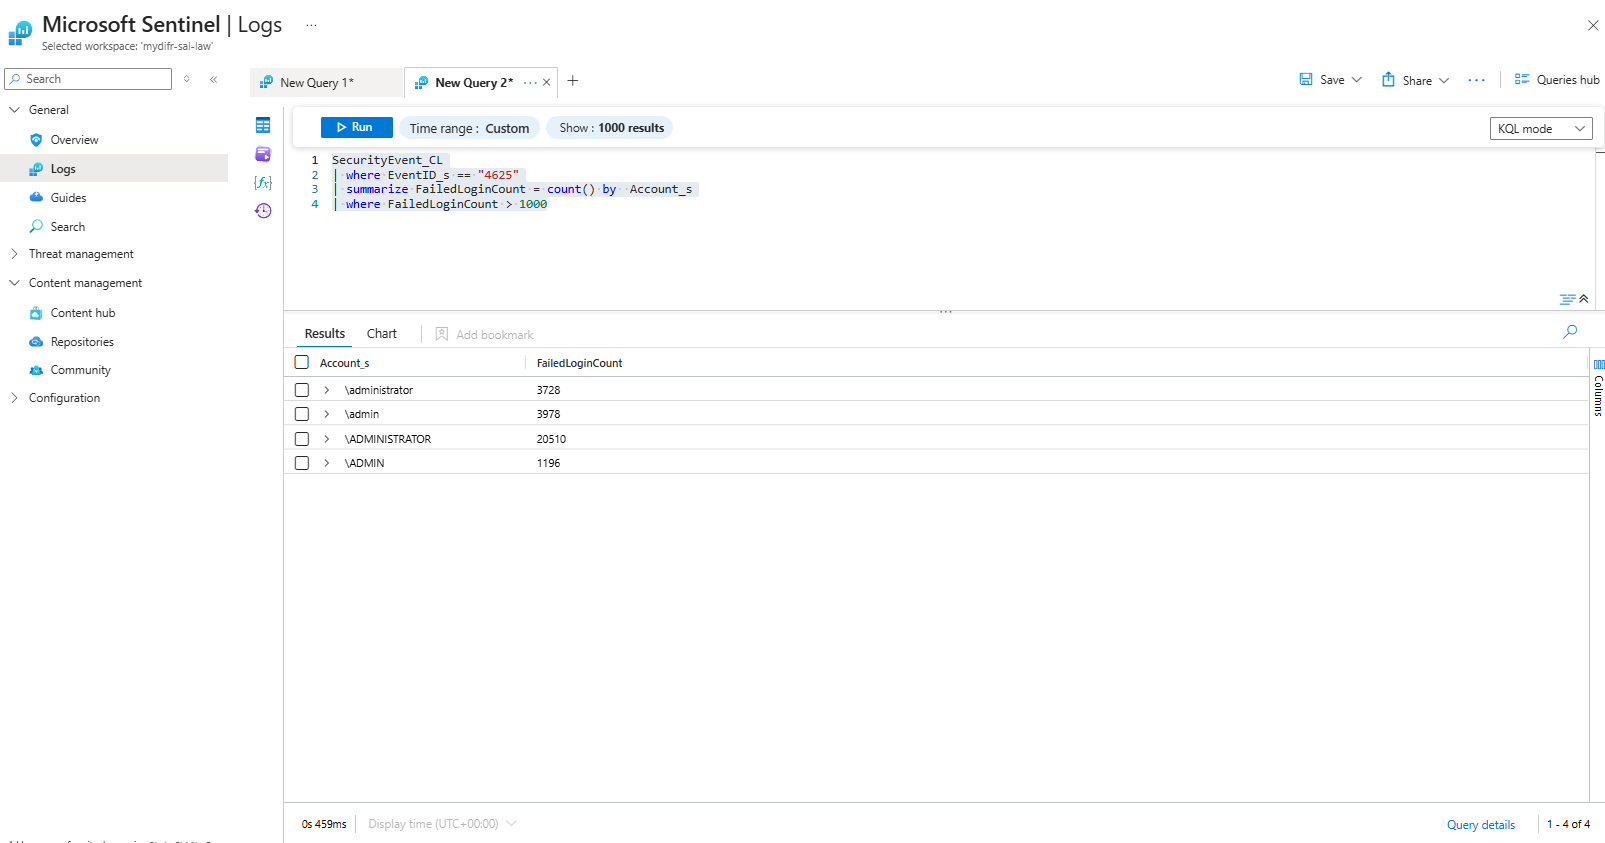 Microsoft Sentinel | Logs ...
Selected workspace: 'mydifr-sal-law'
Search
General
Overview
Logs
Guides
Search
Threat management
Content management
Content hub
Repositories
Community
Configuration
New Query 1*
New Query 2*
Save
Share
Queries hub
Run
Time range : Custom
Show : 1000 results
KQL mode
1 SecurityEvent_CL
2 | where EventID_s == "4625"
3 | summarize FailedLoginCount = count() by  Account_s
4 | where FailedLoginCount > 1000
Results
Chart
Add bookmark
Account_s FailedLoginCount
\administrator 3728
\admin 3978
\ADMINISTRATOR 20510
\ADMIN 1196
Columns
0s 459ms
Display time (UTC+00:00)
Query details
1 - 4 of 4